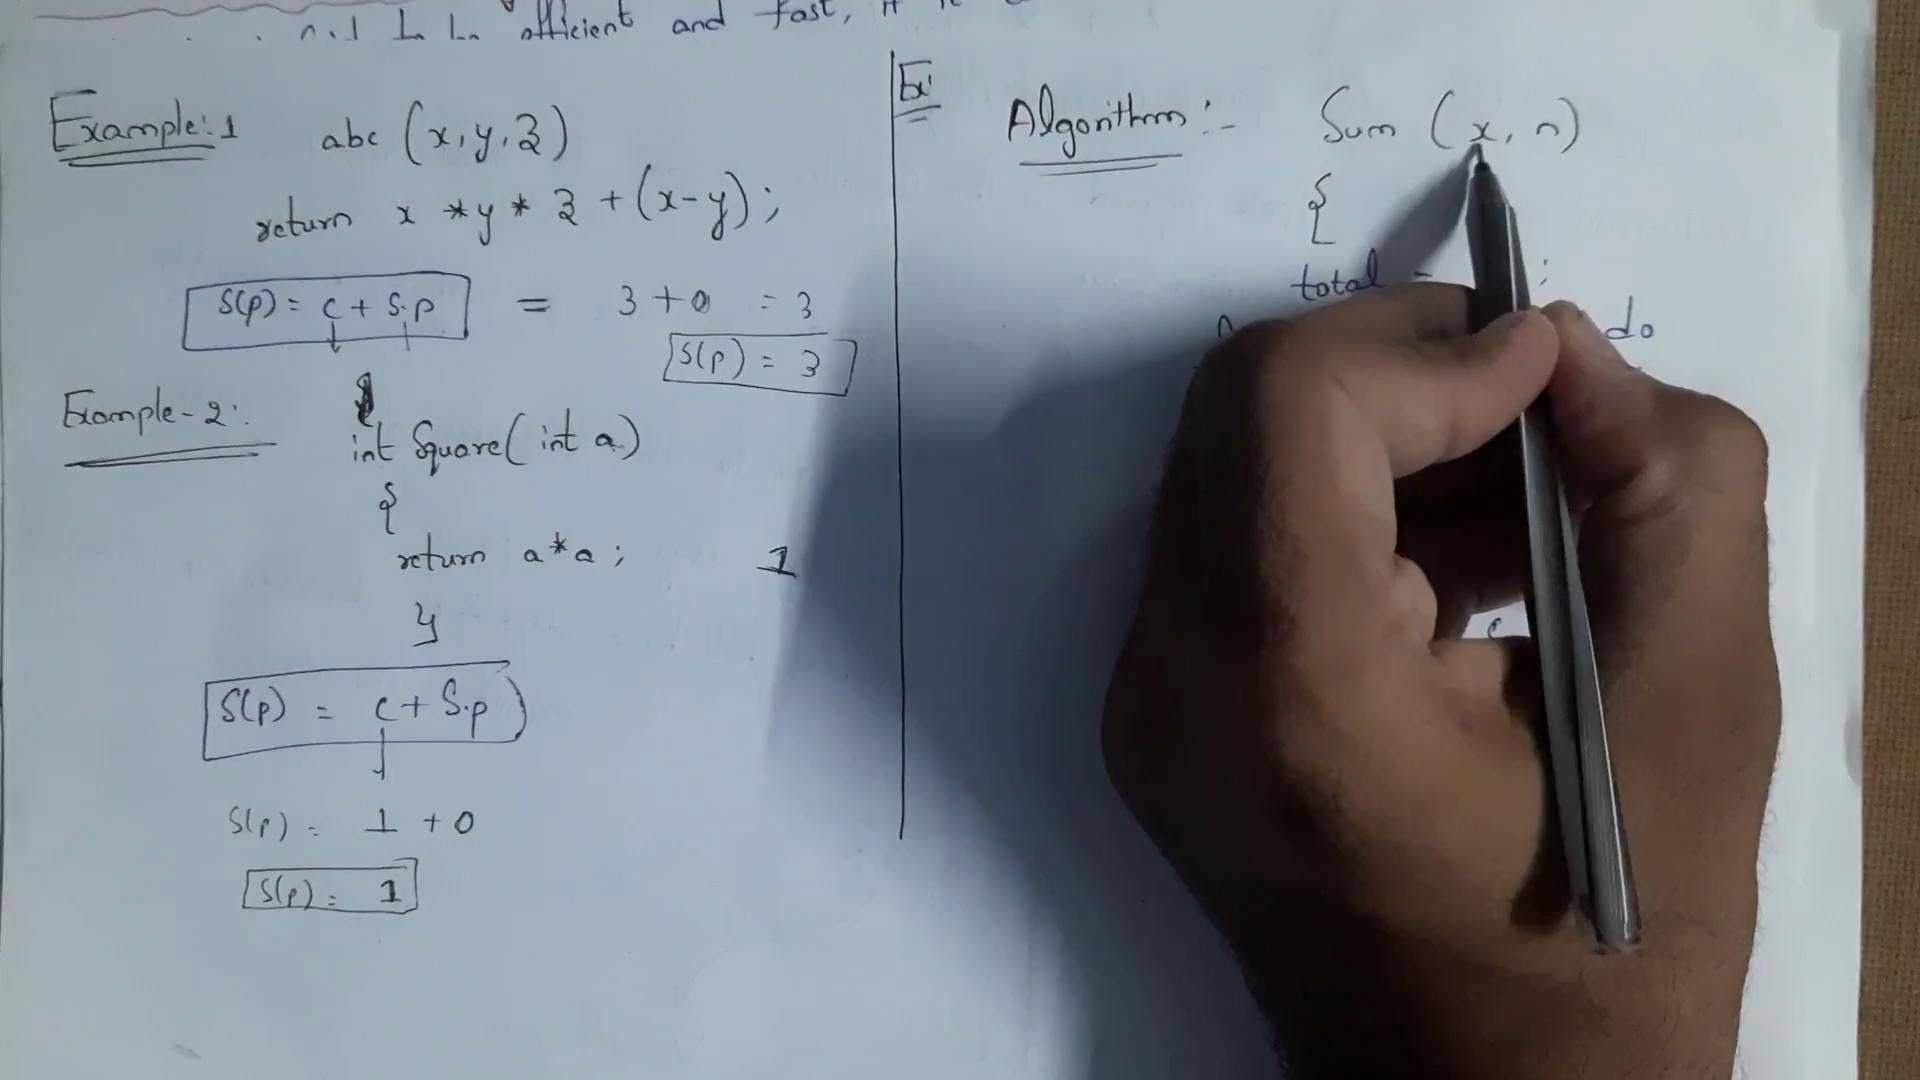 efficient and fast, it
Example:1 abc (x,y,z)
return x *y* z + (x-y);
S(p) = c + S.p = 3 + 0 = 3
S(p) = 3
Example-2:
int Square( int a)
{
return a*a; 1
}
S(p) = c + S.p
S(p) = 1 + 0
S(p) = 1
Ex:
Algorithm:- Sum (x, n)
{
total = ;
do